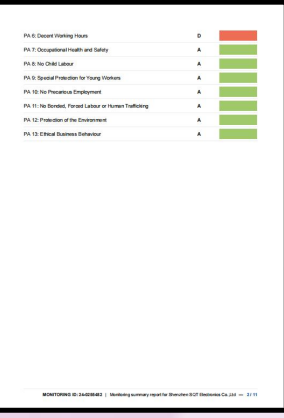 PA 6: Decent Working Hours D
PA 7: Occupational Health and Safety A
PA 8: No Child Labour A
PA 9: Special Protection for Young Workers A
PA 10: No Precarious Employment A
PA 11: No Bonded, Forced Labour or Human Trafficking A
PA 12: Protection of the Environment A
PA 13: Ethical Business Behaviour A
MONITORING ID: 24-0255452 | Monitoring summary report for Shenzhen SQT Electronics Co.,Ltd — 2 / 11